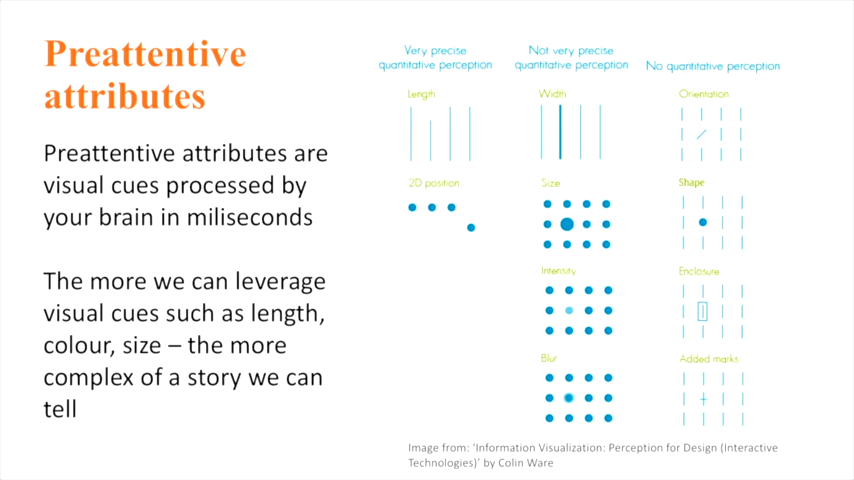 Preattentive
attributes
Preattentive attributes are
visual cues processed by
your brain in miliseconds
The more we can leverage
visual cues such as length,
colour, size – the more
complex of a story we can
tell
Very precise
quantitative perception
Not very precise
quantitative perception
No quantitative perception
Length
Width
Orientation
2D position
Size
Shape
Intensity
Enclosure
Blur
Added marks
Image from: ‘Information Visualization: Perception for Design (Interactive
Technologies)’ by Colin Ware